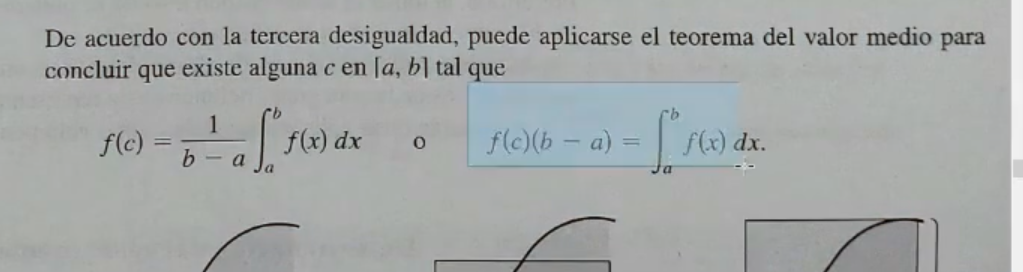 De acuerdo con la tercera desigualdad, puede aplicarse el teorema del valor medio para
concluir que existe alguna c en [a, b] tal que
f(c) = \frac{1}{b - a} \int_a^b f(x) dx o f(c)(b - a) = \int_a^b f(x) dx.